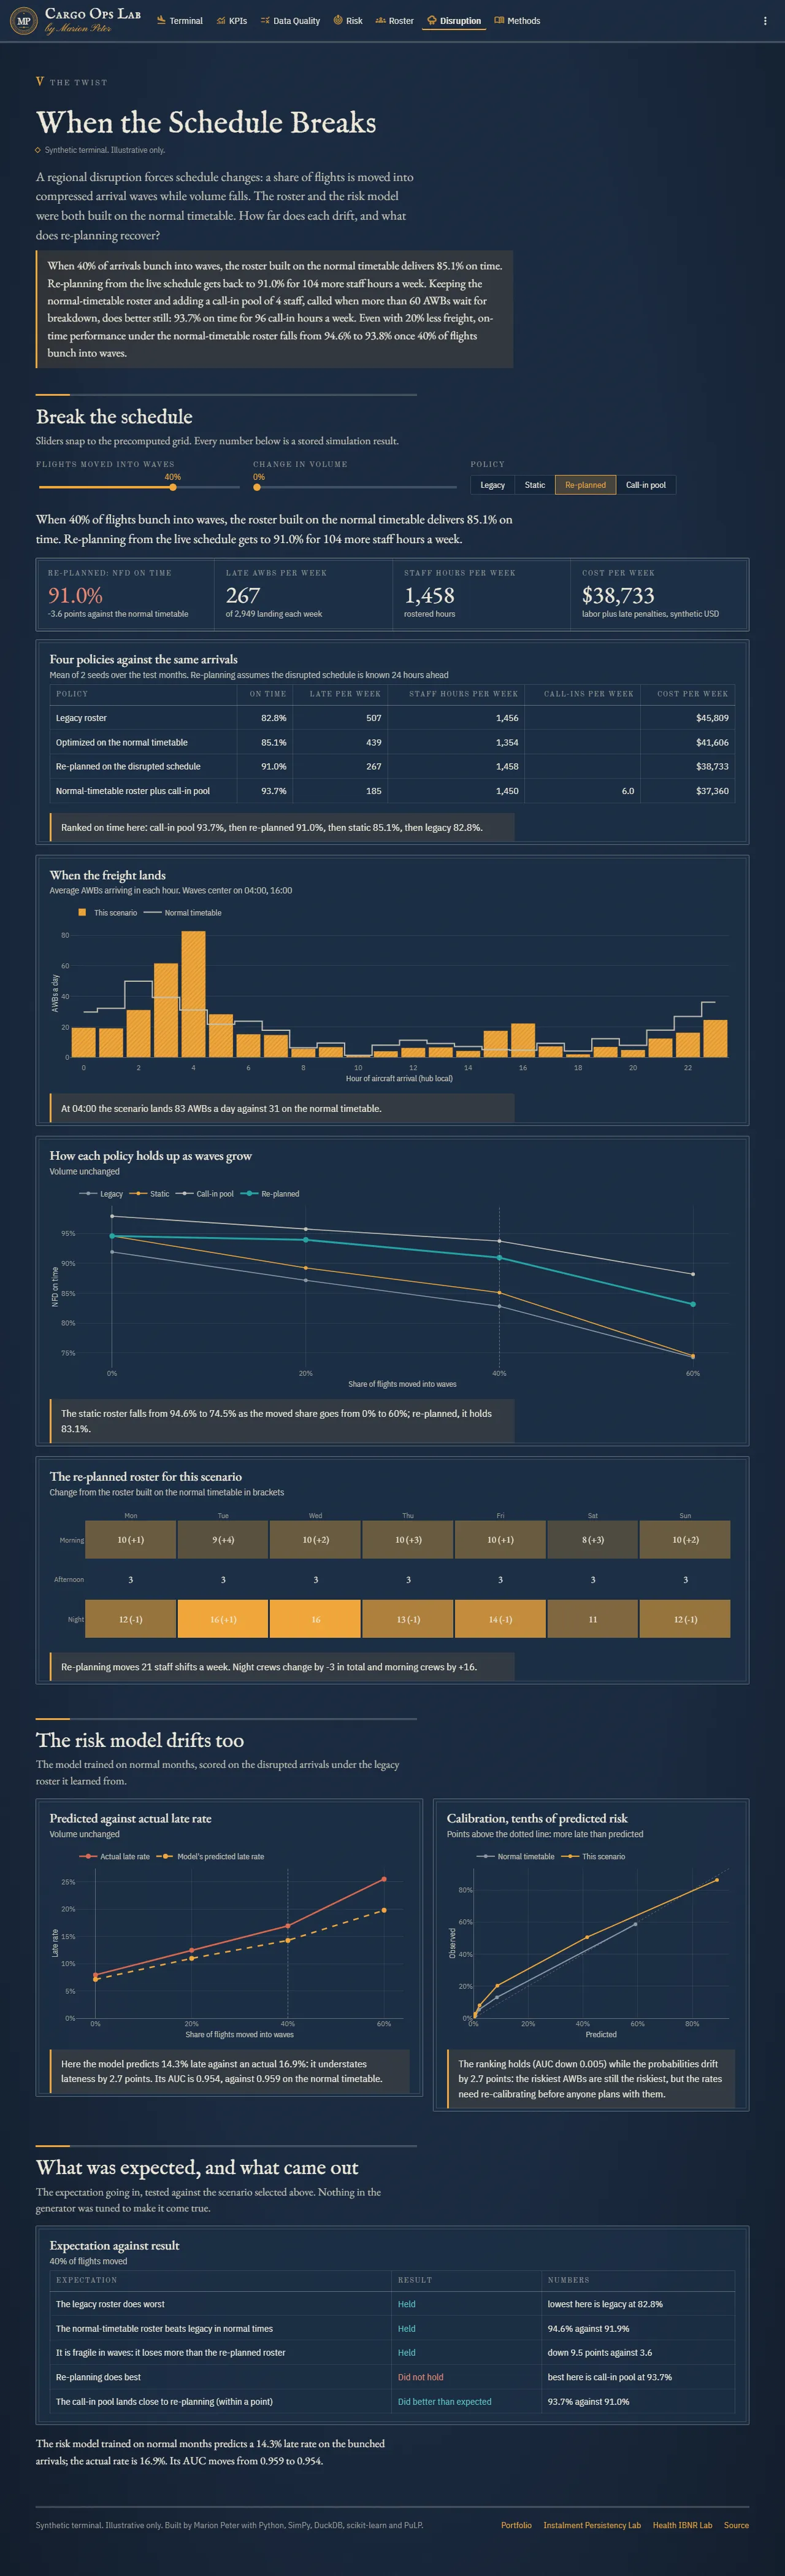 MP
Cargo Ops Lab
by Marion Peter
Terminal
KPIs
Data Quality
Risk
Roster
Disruption
Methods
V THE TWIST
When the Schedule Breaks
Synthetic terminal. Illustrative only.
A regional disruption forces schedule changes: a share of flights is moved into
compressed arrival waves while volume falls. The roster and the risk model
were both built on the normal timetable. How far does each drift, and what
does re-planning recover?
When 40% of arrivals bunch into waves, the roster built on the normal timetable delivers 85.1% on time.
Re-planning from the live schedule gets back to 91.0% for 104 more staff hours a week. Keeping the
normal-timetable roster and adding a call-in pool of 4 staff, called when more than 60 AWBs wait for
breakdown, does better still: 93.7% on time for 96 call-in hours a week. Even with 20% less freight, on-
time performance under the normal-timetable roster falls from 94.6% to 93.8% once 40% of flights
bunch into waves.
Break the schedule
Sliders snap to the precomputed grid. Every number below is a stored simulation result.
FLIGHTS MOVED INTO WAVES
40%
CHANGE IN VOLUME
0%
POLICY
Legacy
Static
Re-planned
Call-in pool
When 40% of flights bunch into waves, the roster built on the normal timetable delivers 85.1% on
time. Re-planning from the live schedule gets to 91.0% for 104 more staff hours a week.
RE-PLANNED: NFD ON TIME
91.0%
-3.6 points against the normal timetable
LATE AWBS PER WEEK
267
of 2,949 landing each week
STAFF HOURS PER WEEK
1,458
rostered hours
COST PER WEEK
$38,733
labor plus late penalties, synthetic USD
Four policies against the same arrivals
Mean of 2 seeds over the test months. Re-planning assumes the disrupted schedule is known 24 hours ahead
POLICY ON TIME LATE PER WEEK STAFF HOURS PER WEEK CALL-INS PER WEEK COST PER WEEK
Legacy roster 82.8% 507 1,456 $45,809
Optimized on the normal timetable 85.1% 439 1,354 $41,606
Re-planned on the disrupted schedule 91.0% 267 1,458 $38,733
Normal-timetable roster plus call-in pool 93.7% 185 1,450 6.0 $37,360
Ranked on time here: call-in pool 93.7%, then re-planned 91.0%, then static 85.1%, then legacy 82.8%.
When the freight lands
Average AWBs arriving in each hour. Waves center on 04:00, 16:00
This scenario Normal timetable
80
60
40
20
0
AWBs a day
0 2 4 6 8 10 12 14 16 18 20 22
Hour of aircraft arrival (hub local)
At 04:00 the scenario lands 83 AWBs a day against 31 on the normal timetable.
How each policy holds up as waves grow
Volume unchanged
Legacy Static Call-in pool Re-planned
95%
90%
85%
80%
75%
NFD on time
0% 20% 40% 60%
Share of flights moved into waves
The static roster falls from 94.6% to 74.5% as the moved share goes from 0% to 60%; re-planned, it holds
83.1%.
The re-planned roster for this scenario
Change from the roster built on the normal timetable in brackets
Mon Tue Wed Thu Fri Sat Sun
Morning 10 (+1) 9 (+4) 10 (+2) 10 (+3) 10 (+1) 8 (+3) 10 (+2)
Afternoon 3 3 3 3 3 3 3
Night 12 (-1) 16 (+1) 16 13 (-1) 14 (-1) 11 12 (-1)
Re-planning moves 21 staff shifts a week. Night crews change by -3 in total and morning crews by +16.
The risk model drifts too
The model trained on normal months, scored on the disrupted arrivals under the legacy
roster it learned from.
Predicted against actual late rate
Volume unchanged
Actual late rate Model's predicted late rate
25%
20%
15%
10%
5%
0%
Late rate
0% 20% 40% 60%
Share of flights moved into waves
Here the model predicts 14.3% late against an actual 16.9%: it understates
lateness by 2.7 points. Its AUC is 0.954, against 0.959 on the normal timetable.
Calibration, tenths of predicted risk
Points above the dotted line: more late than predicted
Normal timetable This scenario
80%
60%
40%
20%
0%
Observed
0% 20% 40% 60% 80%
Predicted
The ranking holds (AUC down 0.005) while the probabilities drift
by 2.7 points: the riskiest AWBs are still the riskiest, but the rates
need re-calibrating before anyone plans with them.
What was expected, and what came out
The expectation going in, tested against the scenario selected above. Nothing in the
generator was tuned to make it come true.
Expectation against result
40% of flights moved
EXPECTATION RESULT NUMBERS
The legacy roster does worst Held lowest here is legacy at 82.8%
The normal-timetable roster beats legacy in normal times Held 94.6% against 91.9%
It is fragile in waves: it loses more than the re-planned roster Held down 9.5 points against 3.6
Re-planning does best Did not hold best here is call-in pool at 93.7%
The call-in pool lands close to re-planning (within a point) Did better than expected 93.7% against 91.0%
The risk model trained on normal months predicts a 14.3% late rate on the bunched
arrivals; the actual rate is 16.9%. Its AUC moves from 0.959 to 0.954.
Synthetic terminal. Illustrative only. Built by Marion Peter with Python, SimPy, DuckDB, scikit-learn and PuLP.
Portfolio
Instalment Persistency Lab
Health IBNR Lab
Source